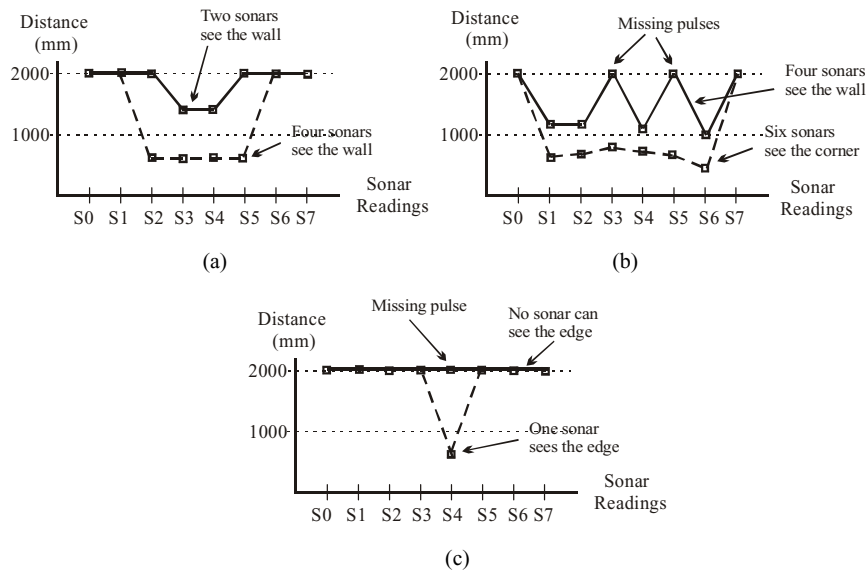 Distance
(mm)
Two sonars
see the wall
2000
1000
Four sonars
see the wall
Sonar
Readings
S0 S1 S2 S3 S4 S5 S6 S7
(a)
Distance
(mm)
Missing pulses
2000
1000
Four sonars
see the wall
Six sonars
see the corner
Sonar
Readings
S0 S1 S2 S3 S4 S5 S6 S7
(b)
Distance
(mm)
Missing pulse
No sonar can
see the edge
2000
1000
One sonar
sees the edge
Sonar
Readings
S0 S1 S2 S3 S4 S5 S6 S7
(c)